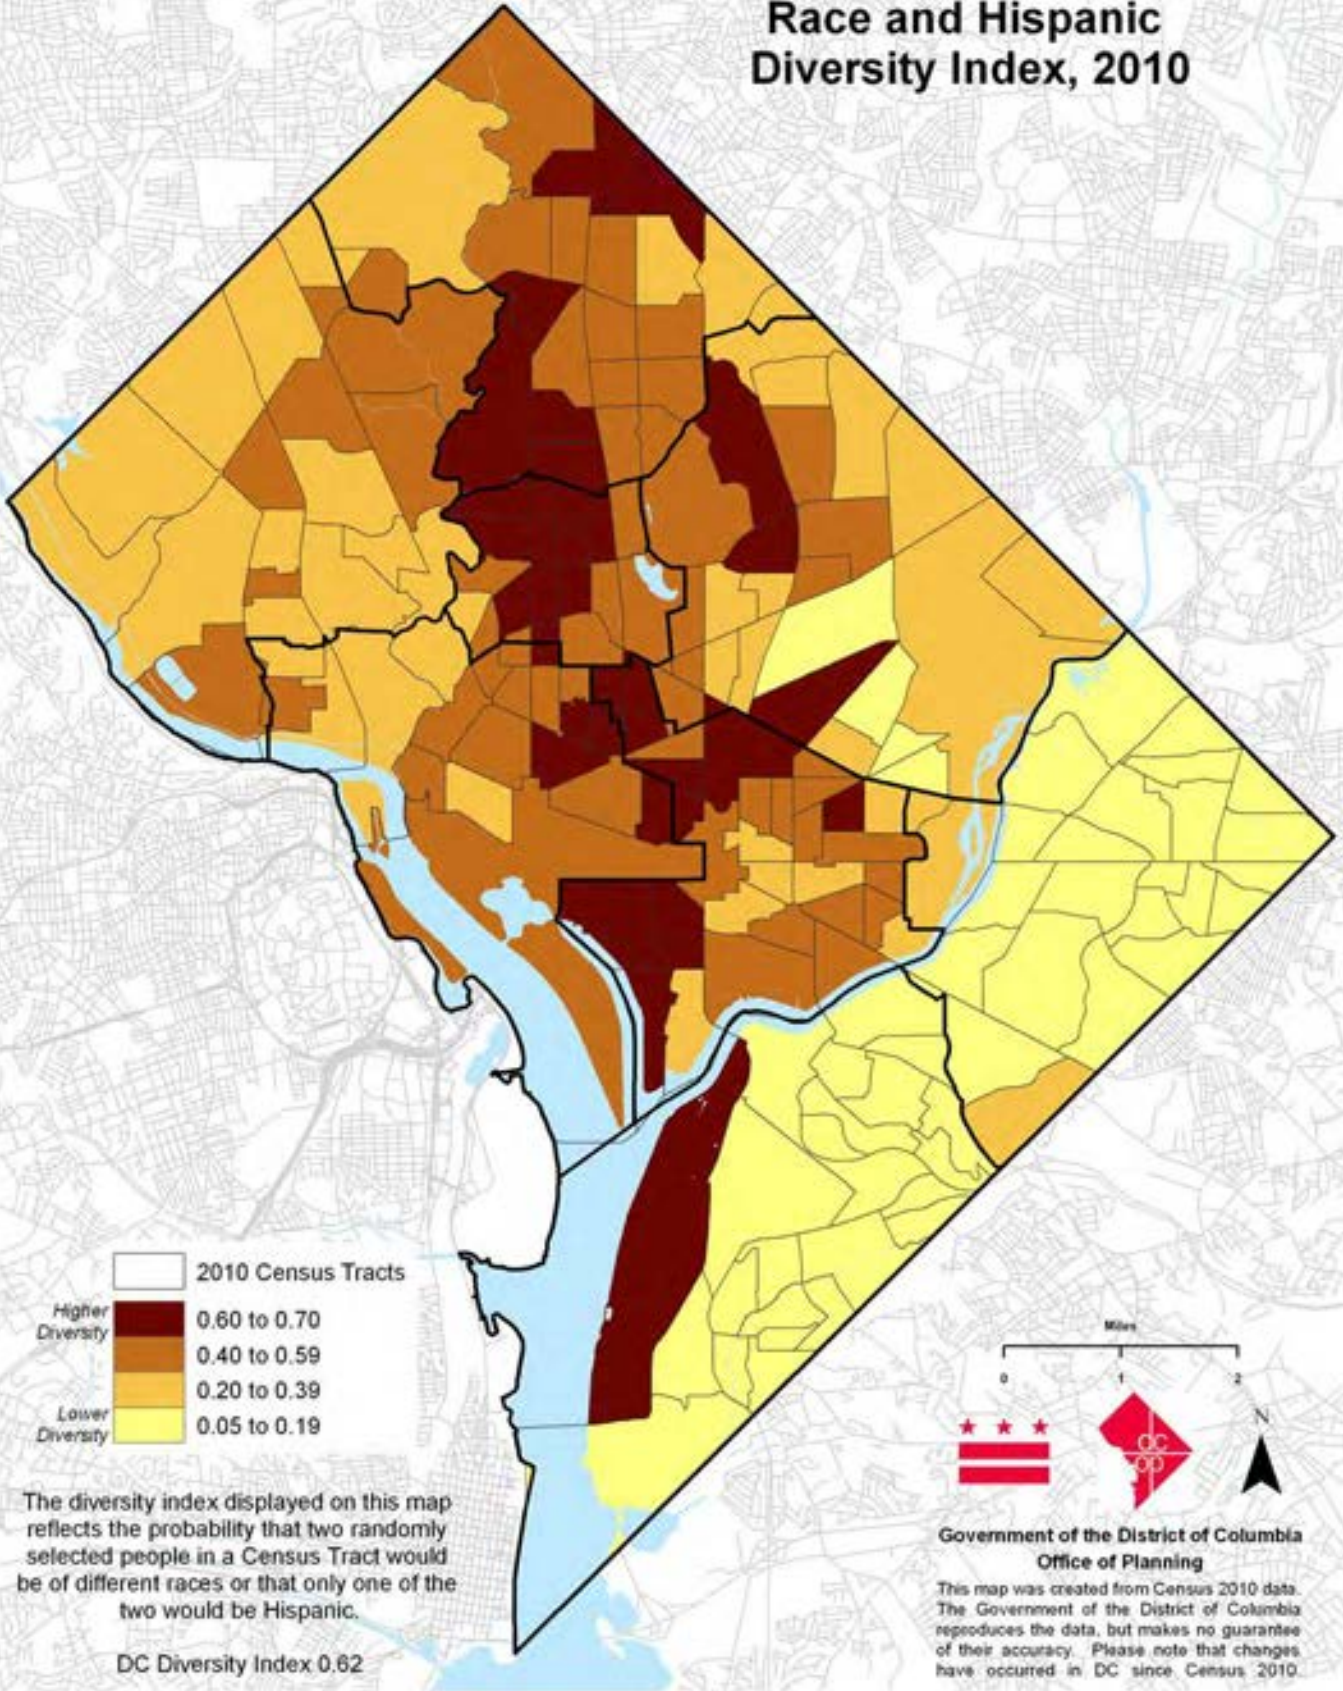 Race and Hispanic
Diversity Index, 2010
2010 Census Tracts
Higher
Diversity
0.60 to 0.70
0.40 to 0.59
0.20 to 0.39
Lower
Diversity
0.05 to 0.19
The diversity index displayed on this map
reflects the probability that two randomly
selected people in a Census Tract would
be of different races or that only one of the
two would be Hispanic.
DC Diversity Index 0.62
Miles
0 1 2
N
dc
op
Government of the District of Columbia
Office of Planning
This map was created from Census 2010 data.
The Government of the District of Columbia
reproduces the data, but makes no guarantee
of their accuracy. Please note that changes
have occurred in DC since Census 2010.